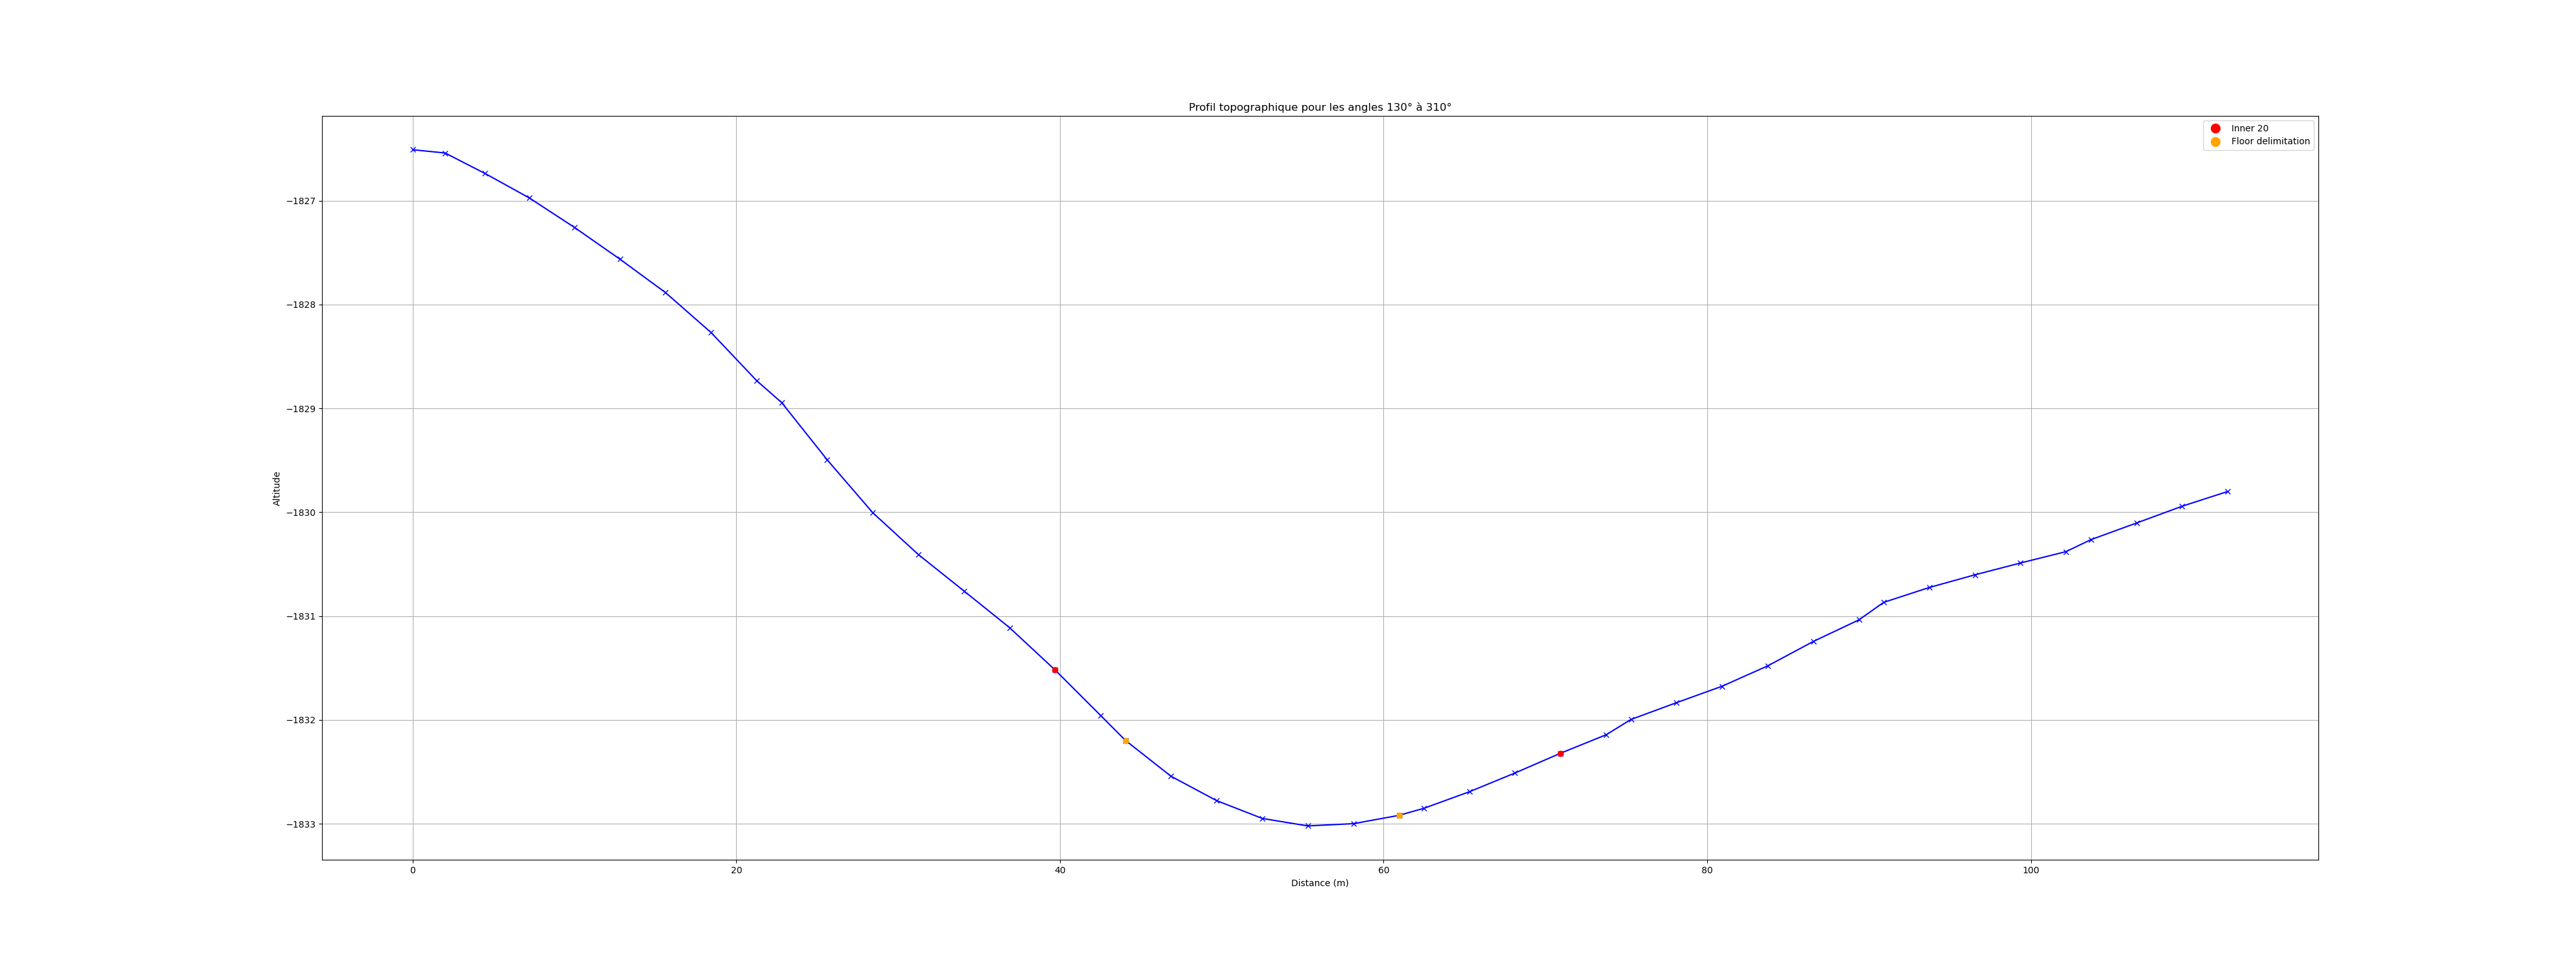 Profil topographique pour les angles 130° à 310°
Inner 20
Floor delimitation
−1827
−1828
−1829
−1830
−1831
−1832
−1833
Altitude
0
20
40
60
80
100
Distance (m)